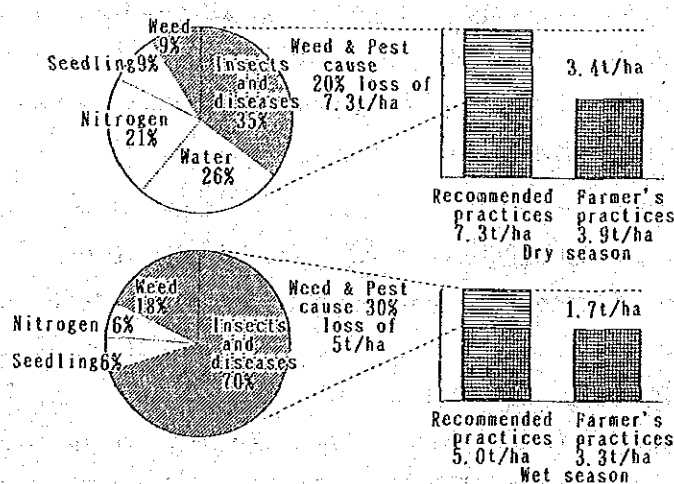 Weed
9%
Seedling9%
Insects
and
diseases
35%
Nitrogen
21%
Water
26%
Weed & Pest
cause
20% loss of
7.3t/ha
3.4t/ha
Recommended
practices
7.3t/ha
Farmer's
practices
3.9t/ha
Dry season
Weed
18%
Nitrogen 6%
Seedling6%
Insects
and
diseases
70%
Weed & Pest
cause 30%
loss of
5t/ha
1.7t/ha
Recommended
practices
5.0t/ha
Farmer's
practices
3.3t/ha
Wet season